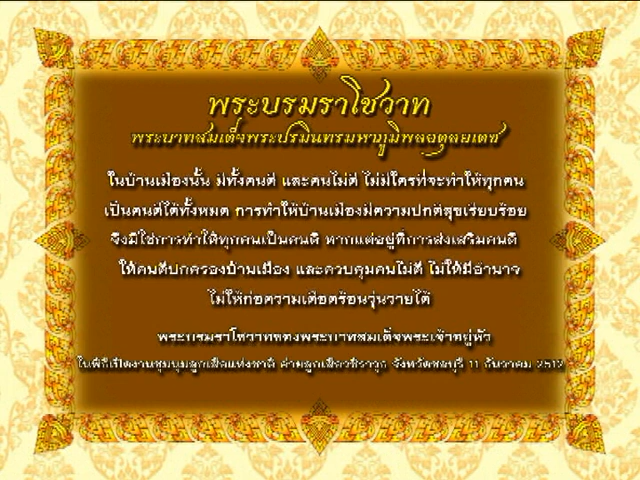 พระบรมราโชวาท
พระบาทสมเด็จพระปรมินทรมหาภูมิพลอดุลยเดช
ในบ้านเมืองนั้น มีทั้งคนดี และคนไม่ดี ไม่มีใครที่จะทำให้ทุกคน
เป็นคนดีได้ทั้งหมด การทำให้บ้านเมืองมีความปกติสุขเรียบร้อย
จึงมิใช่การทำให้ทุกคนเป็นคนดี หากแต่อยู่ที่การส่งเสริมคนดี
ให้คนดีปกครองบ้านเมือง และควบคุมคนไม่ดี ไม่ให้มีอำนาจ
ไม่ให้ก่อความเดือดร้อนวุ่นวายได้
พระบรมราโชวาทของพระบาทสมเด็จพระเจ้าอยู่หัว
ในพิธีเปิดงานชุมนุมลูกเสือแห่งชาติ ค่ายลูกเสือวชิราวุธ จังหวัดชลบุรี 11 ธันวาคม 2512